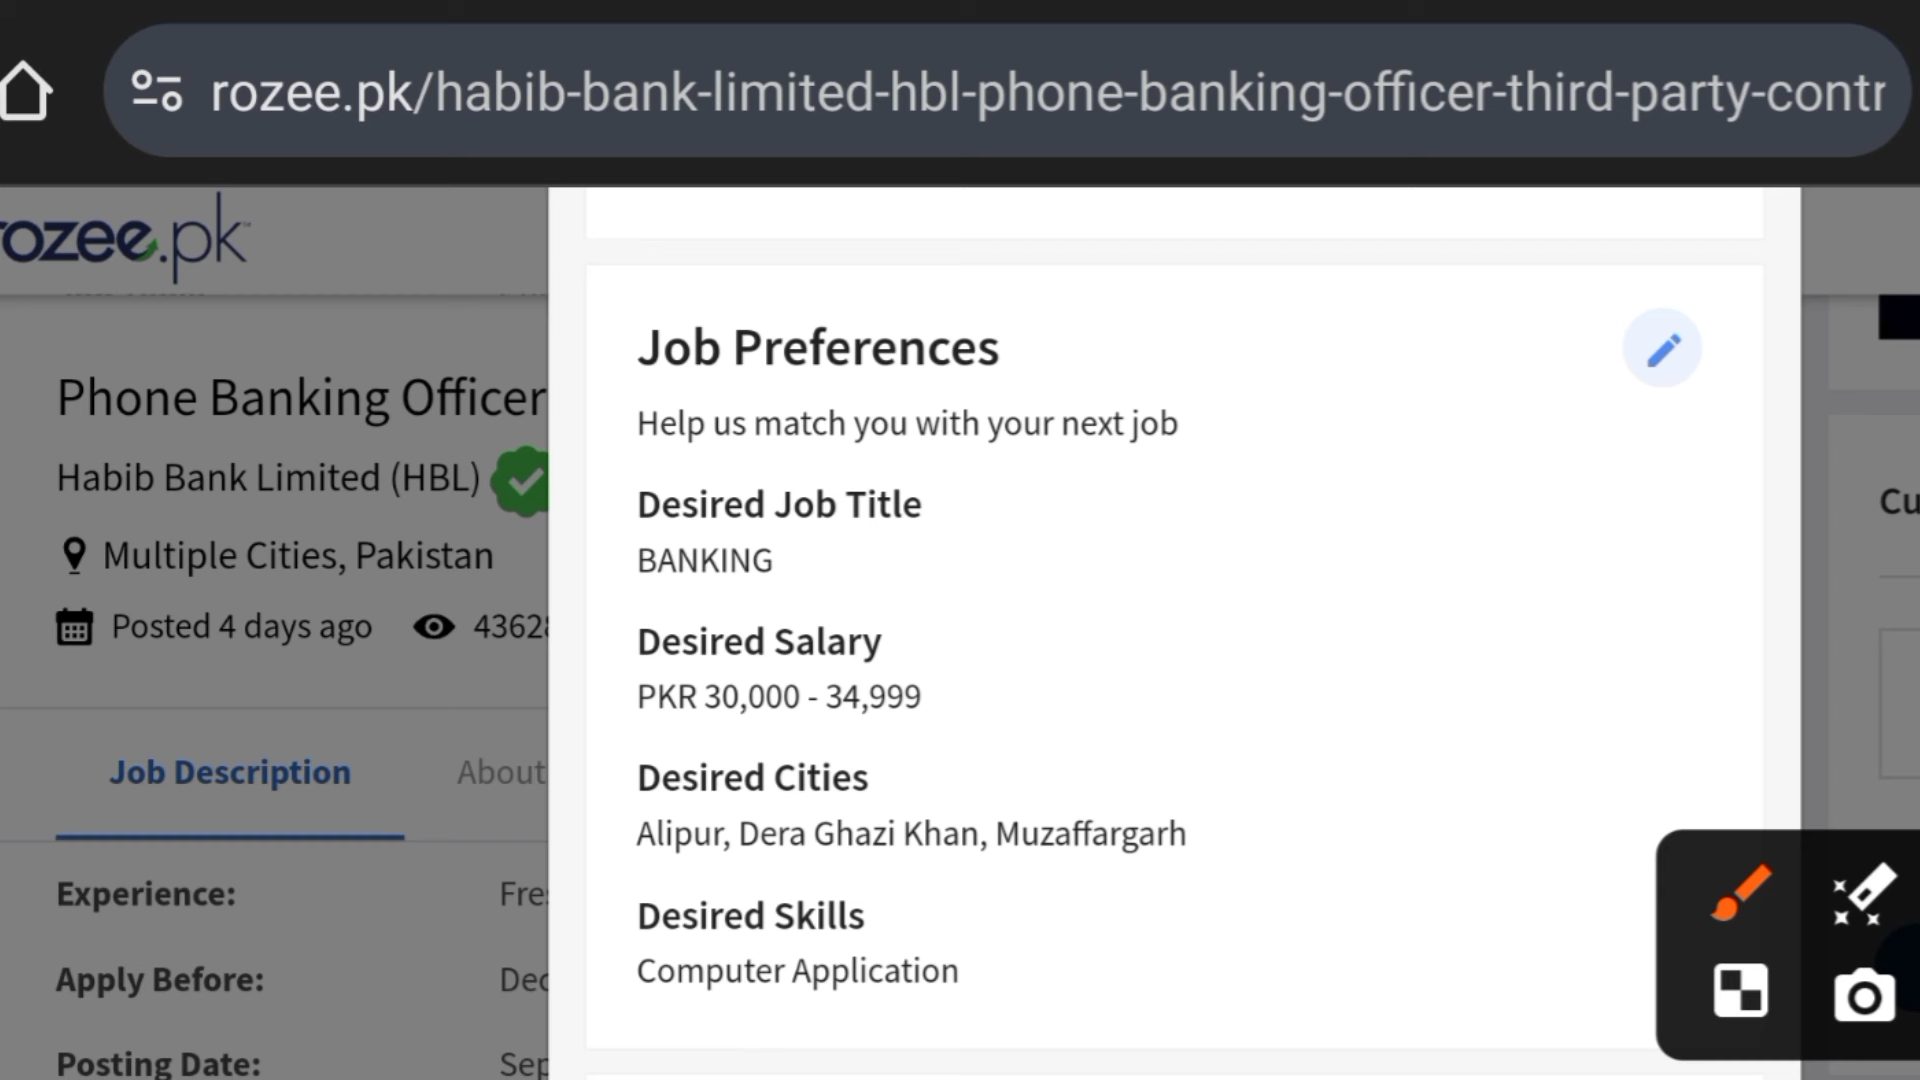 rozee.pk/habib-bank-limited-hbl-phone-banking-officer-third-party-contr
rozee.pk
Phone Banking Officer
Habib Bank Limited (HBL)
Multiple Cities, Pakistan
Posted 4 days ago
Job Description
About
Experience:
Apply Before:
Posting Date:
Job Preferences
Help us match you with your next job
Desired Job Title
BANKING
Desired Salary
PKR 30,000 - 34,999
Desired Cities
Alipur, Dera Ghazi Khan, Muzaffargarh
Desired Skills
Computer Application